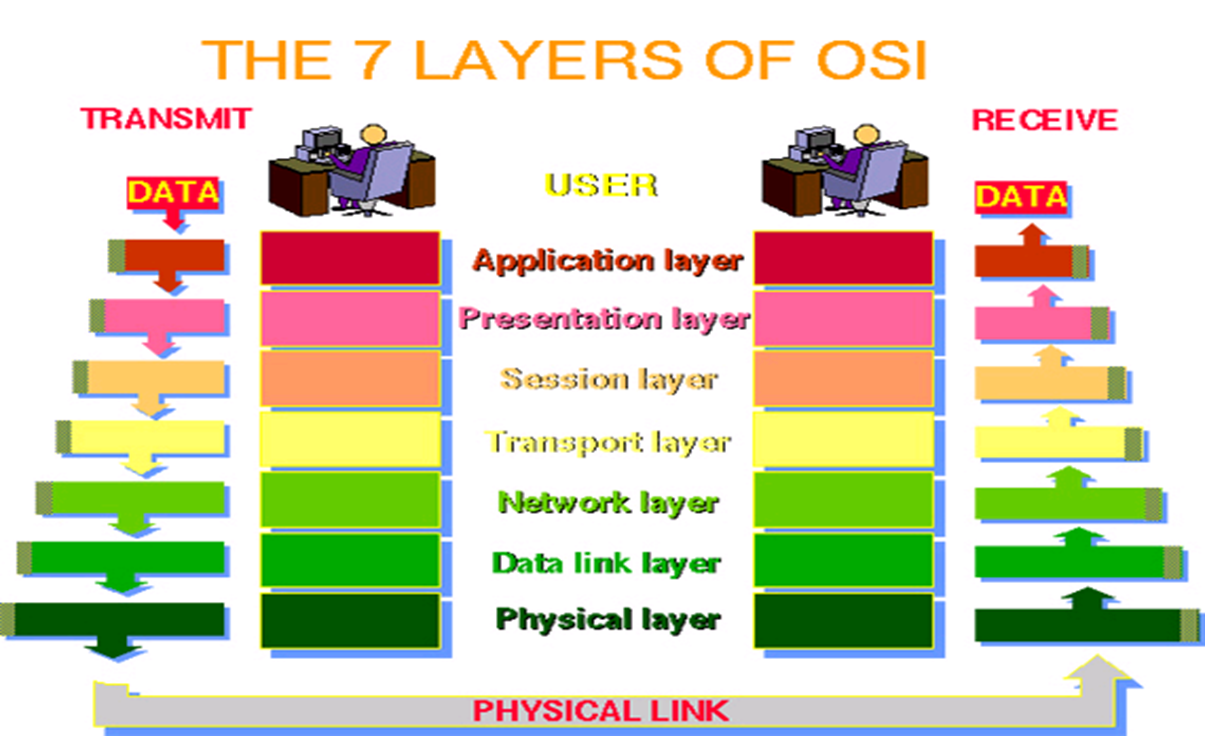 THE 7 LAYERS OF OSI
TRANSMIT
RECEIVE
DATA
USER
DATA
Application layer
Presentation layer
Session layer
Transport layer
Network layer
Data link layer
Physical layer
PHYSICAL LINK